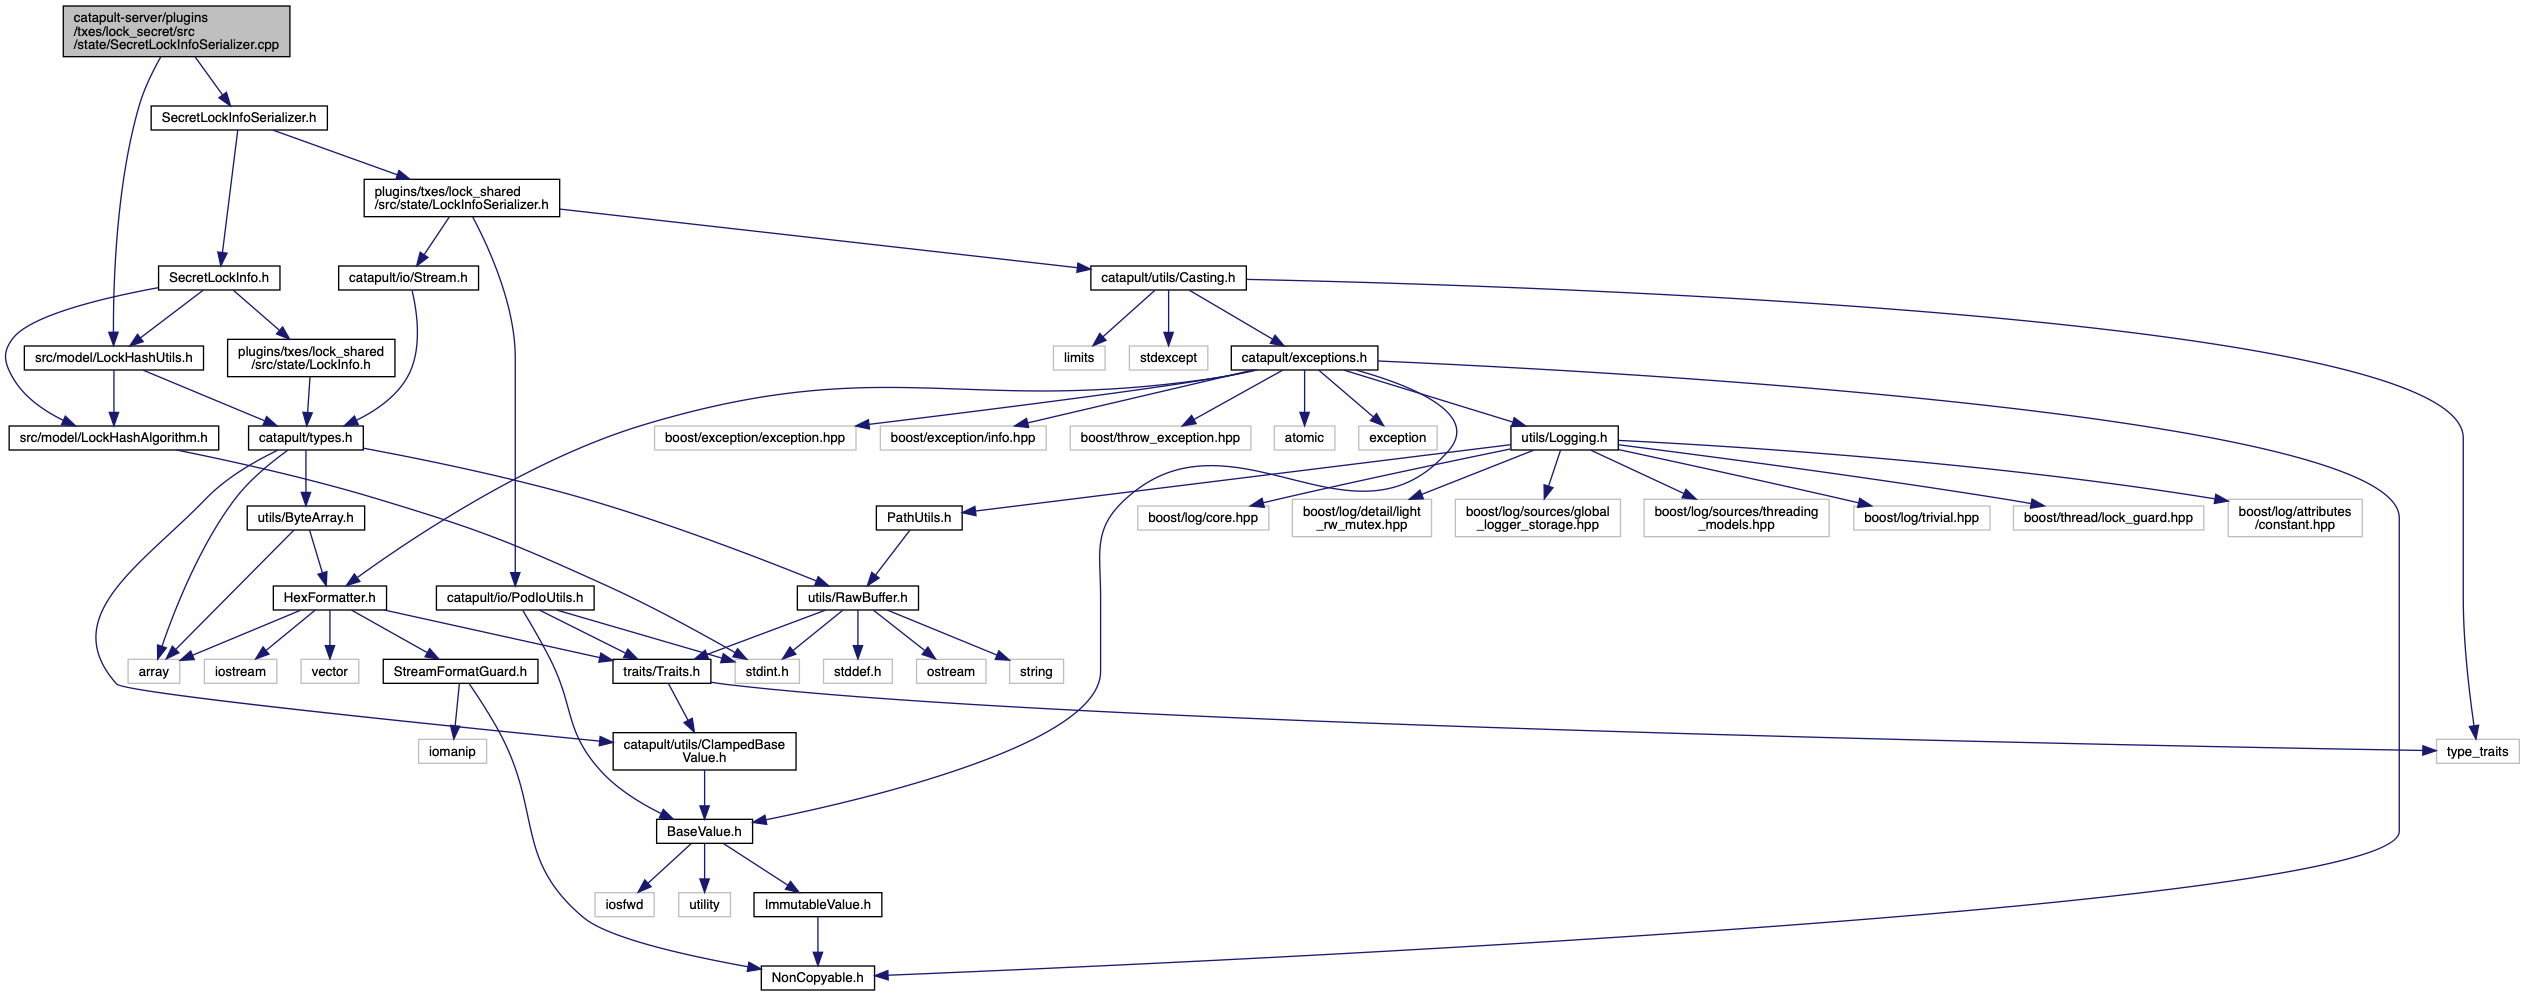 catapult-server/plugins
/txes/lock_secret/src
/state/SecretLockInfoSerializer.cpp
SecretLockInfoSerializer.h
plugins/txes/lock_shared
/src/state/LockInfoSerializer.h
SecretLockInfo.h
catapult/io/Stream.h
catapult/utils/Casting.h
src/model/LockHashUtils.h
plugins/txes/lock_shared
/src/state/LockInfo.h
limits
stdexcept
catapult/exceptions.h
src/model/LockHashAlgorithm.h
catapult/types.h
boost/exception/exception.hpp
boost/exception/info.hpp
boost/throw_exception.hpp
atomic
exception
utils/Logging.h
utils/ByteArray.h
PathUtils.h
boost/log/core.hpp
boost/log/detail/light
_rw_mutex.hpp
boost/log/sources/global
_logger_storage.hpp
boost/log/sources/threading
_models.hpp
boost/log/trivial.hpp
boost/thread/lock_guard.hpp
boost/log/attributes
/constant.hpp
HexFormatter.h
catapult/io/PodIoUtils.h
utils/RawBuffer.h
array
iostream
vector
StreamFormatGuard.h
traits/Traits.h
stdint.h
stddef.h
ostream
string
iomanip
catapult/utils/ClampedBase
Value.h
type_traits
BaseValue.h
iosfwd
utility
ImmutableValue.h
NonCopyable.h